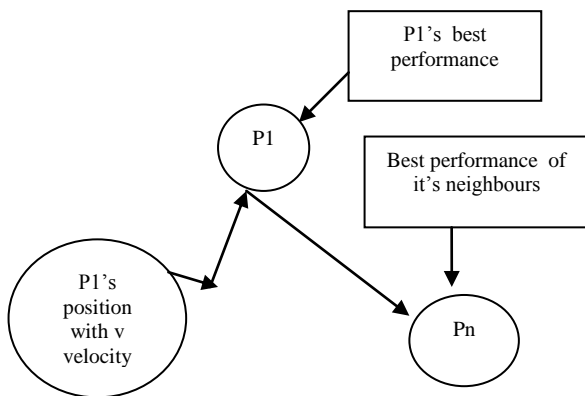 P1's best
performance
P1
Best performance of
it's neighbours
P1's
position
with v
velocity
Pn